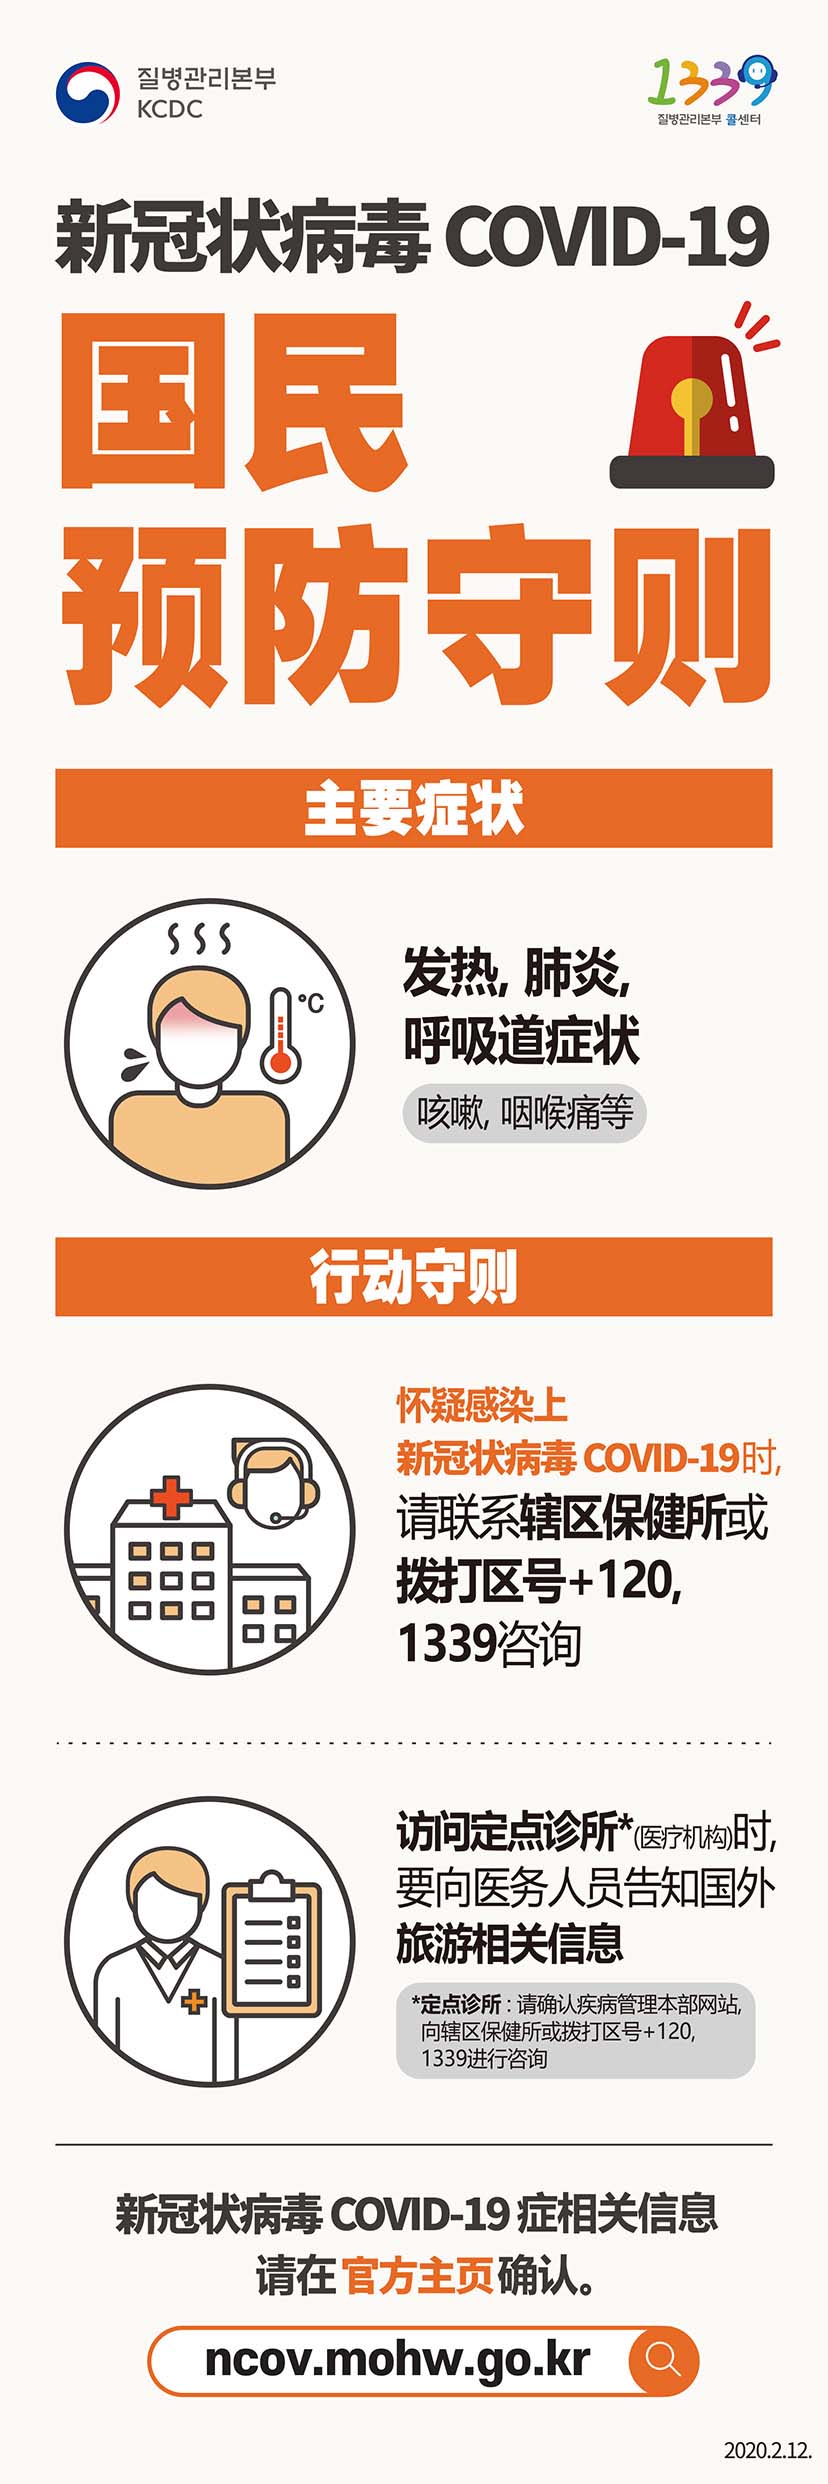 질병관리본부
KCDC
1339
질병관리본부 콜센터
新冠状病毒 COVID-19
国民
预防守则
主要症状
°C
发热, 肺炎,
呼吸道症状
咳嗽, 咽喉痛等
行动守则
怀疑感染上
新冠状病毒 COVID-19时,
请联系辖区保健所或
拨打区号+120,
1339咨询
访问定点诊所*(医疗机构)时,
要向医务人员告知国外
旅游相关信息
*定点诊所 : 请确认疾病管理本部网站,
向辖区保健所或拨打区号+120,
1339进行咨询
新冠状病毒 COVID-19 症相关信息
请在 官方主页 确认。
ncov.mohw.go.kr
2020.2.12.